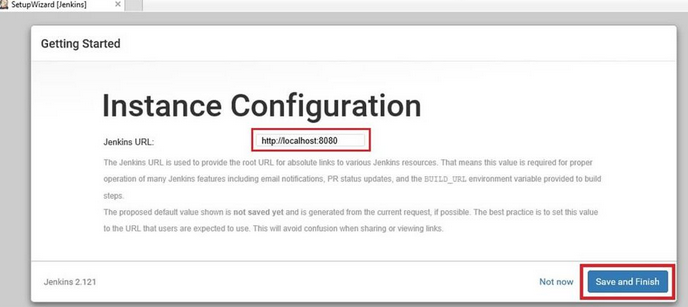 SetupWizard [Jenkins]
Getting Started
Instance Configuration
Jenkins URL: http://localhost:8080
The Jenkins URL is used to provide the root URL for absolute links to various Jenkins resources. That means this value is required for proper
operation of many Jenkins features including email notifications, PR status updates, and the BUILD_URL environment variable provided to build
steps.
The proposed default value shown is not saved yet and is generated from the current request, if possible. The best practice is to set this value
to the URL that users are expected to use. This will avoid confusion when sharing or viewing links.
Jenkins 2.121 Not now Save and Finish